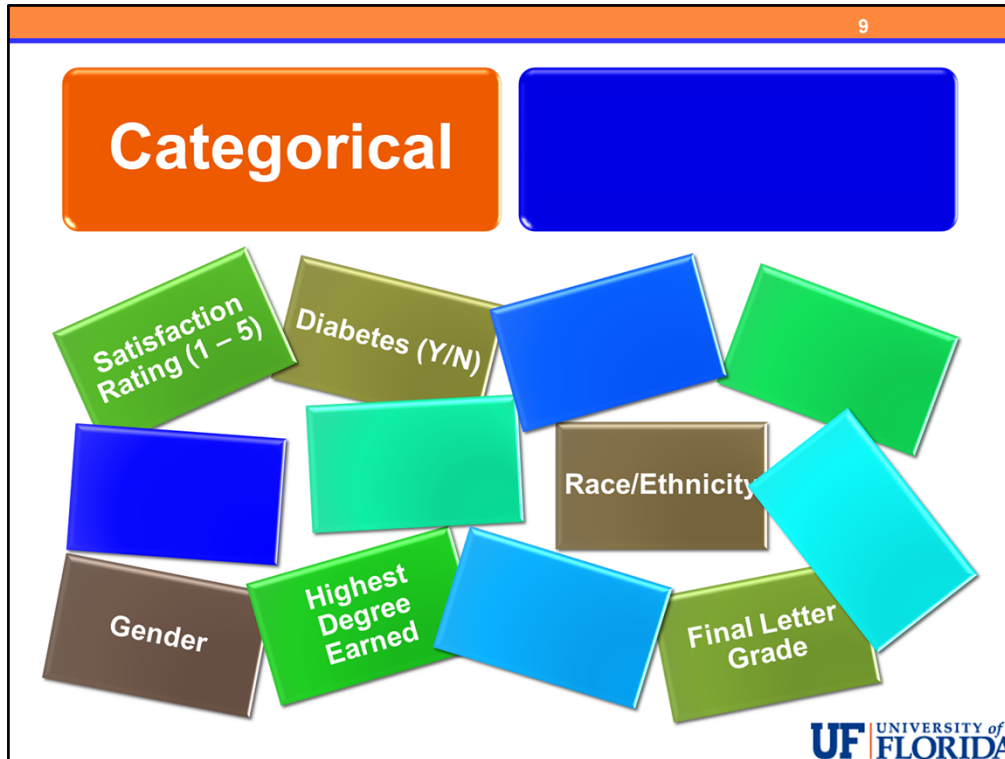 9
Categorical
Satisfaction
Rating (1 – 5)
Diabetes (Y/N)
Race/Ethnicity
Gender
Highest
Degree
Earned
Final Letter
Grade
UF UNIVERSITY of
FLORIDA